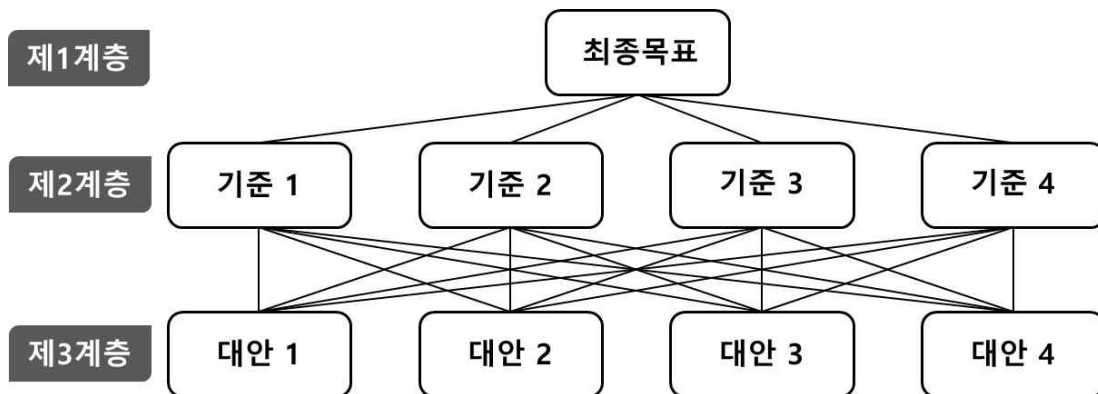 제1계층
최종목표
제2계층
기준 1
기준 2
기준 3
기준 4
제3계층
대안 1
대안 2
대안 3
대안 4